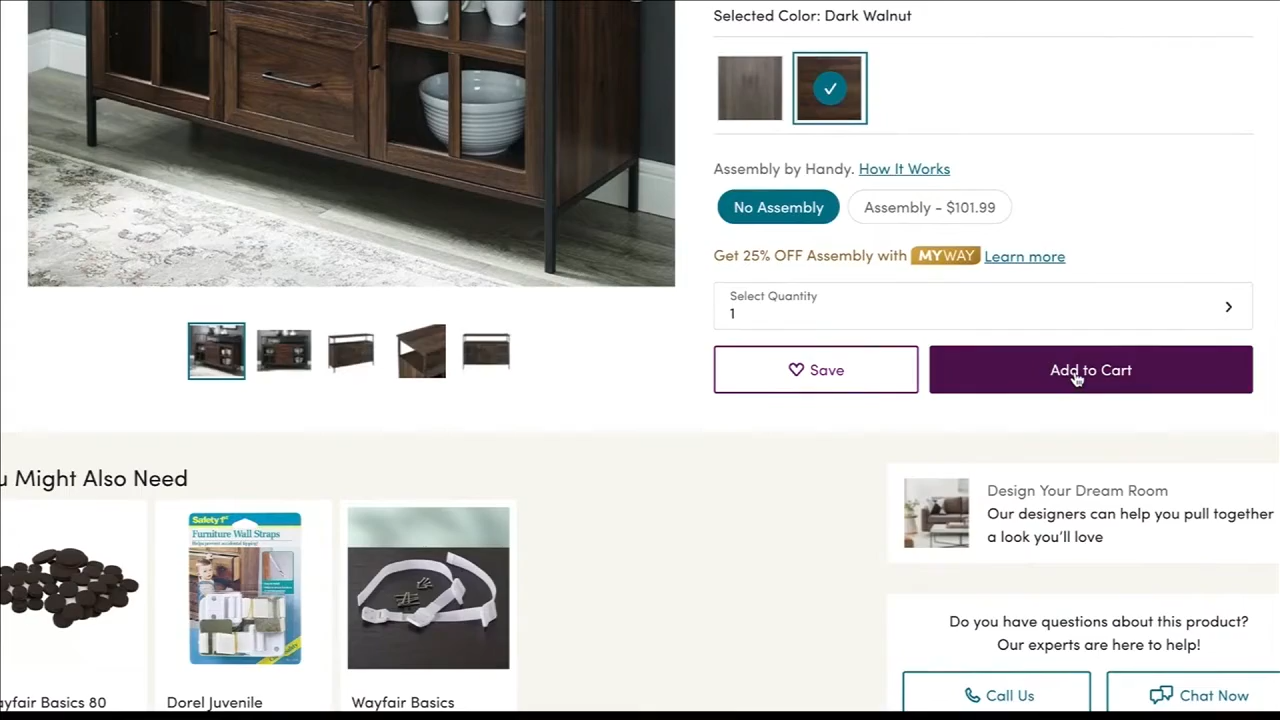 Selected Color: Dark Walnut
Assembly by Handy. How It Works
No Assembly
Assembly - $101.99
Get 25% OFF Assembly with MYWAY Learn more
Select Quantity
1
Save
Add to Cart
u Might Also Need
Design Your Dream Room
Our designers can help you pull together
a look you'll love
Safety 1st
Furniture Wall Straps
Do you have questions about this product?
Our experts are here to help!
Call Us
Chat Now
ayfair Basics 80
Dorel Juvenile
Wayfair Basics